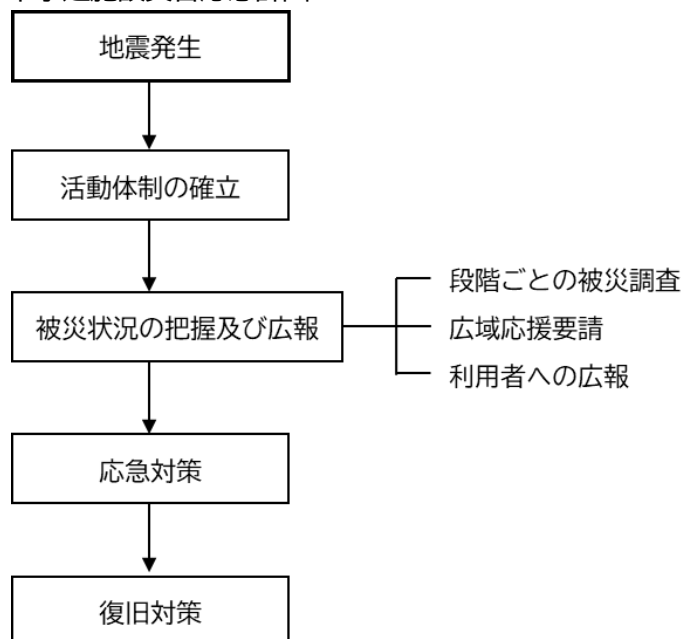 地震発生
活動体制の確立
被災状況の把握及び広報
段階ごとの被災調査
広域応援要請
利用者への広報
応急対策
復旧対策